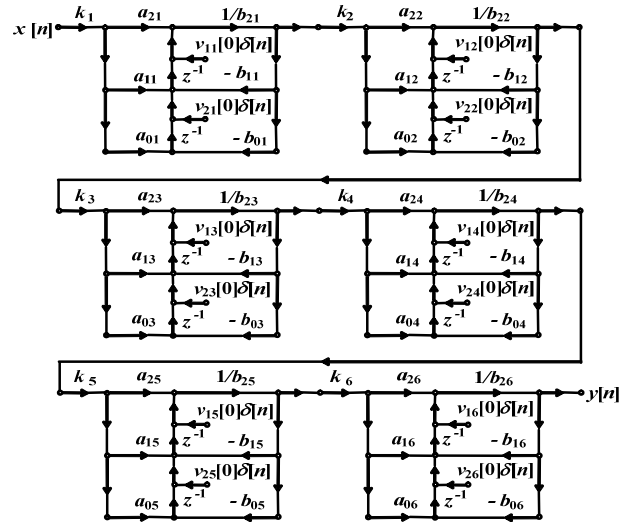 x [n] k1 a21 1/b21 k2 a22 1/b22
v11[0]δ[n] v12[0]δ[n]
a11 z-1 - b11 a12 z-1 - b12
v21[0]δ[n] v22[0]δ[n]
a01 z-1 - b01 a02 z-1 - b02
k3 a23 1/b23 k4 a24 1/b24
v13[0]δ[n] v14[0]δ[n]
a13 z-1 - b13 a14 z-1 - b14
v23[0]δ[n] v24[0]δ[n]
a03 z-1 - b03 a04 z-1 - b04
k5 a25 1/b25 k6 a26 1/b26 y[n]
v15[0]δ[n] v16[0]δ[n]
a15 z-1 - b15 a16 z-1 - b16
v25[0]δ[n] v26[0]δ[n]
a05 z-1 - b05 a06 z-1 - b06